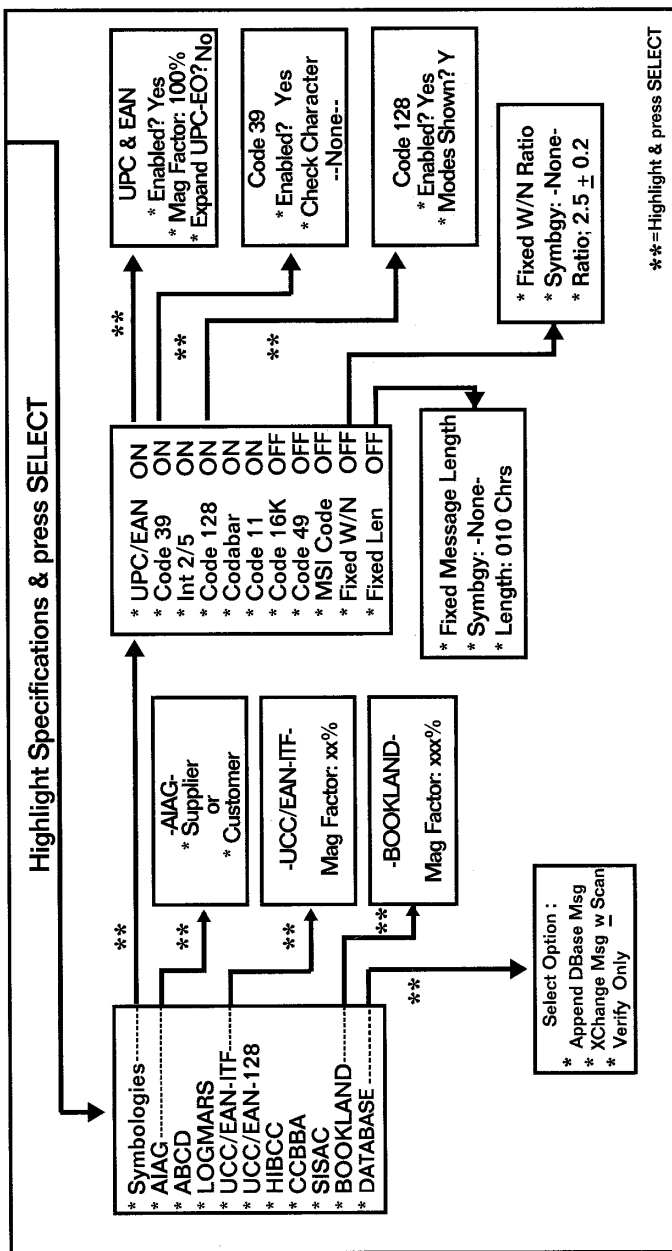 Highlight Specifications & press SELECT
* Symbologies
* AIAG
* ABCD
* LOGMARS
* UCC/EAN-ITF
* UCC/EAN-128
* HIBCC
* CCBBA
* SISAC
* BOOKLAND
* DATABASE
**
**
**
**
**
-AIAG-
* Supplier
or
* Customer
-UCC/EAN-ITF-
Mag Factor: xx%
-BOOKLAND-
Mag Factor: xxx%
Select Option :
* Append DBase Msg
* XChange Msg w Scan
* Verify Only
* UPC/EAN ON
* Code 39 ON
* Int 2/5 ON
* Code 128 ON
* Codabar ON
* Code 11 ON
* Code 16K OFF
* Code 49 OFF
* MSI Code OFF
* Fixed W/N OFF
* Fixed Len OFF
**
**
**
UPC & EAN
* Enabled? Yes
* Mag Factor: 100%
* Expand UPC-EO? No
Code 39
* Enabled? Yes
* Check Character
--None--
Code 128
* Enabled? Yes
* Modes Shown? Y
* Fixed W/N Ratio
* Symbgy: -None-
* Ratio; 2.5 ± 0.2
* Fixed Message Length
* Symbgy: -None-
* Length: 010 Chrs
**=Highlight & press SELECT